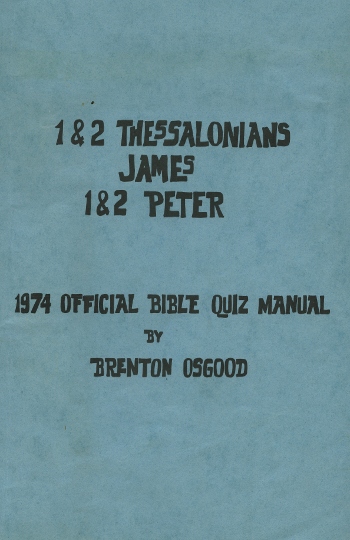 1 & 2 THESSALONIANS
JAMES
1 & 2 PETER
1974 OFFICIAL BIBLE QUIZ MANUAL
BY
BRENTON OSGOOD